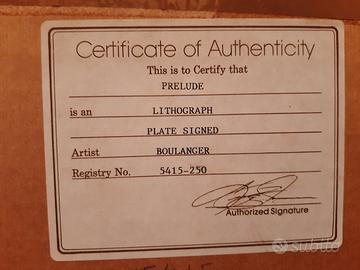 Certificate of Authenticity
This is to Certify that
PRELUDE
is an LITHOGRAPH
PLATE SIGNED
Artist BOULANGER
Registry No. 5415-250
Authorized Signature
subito